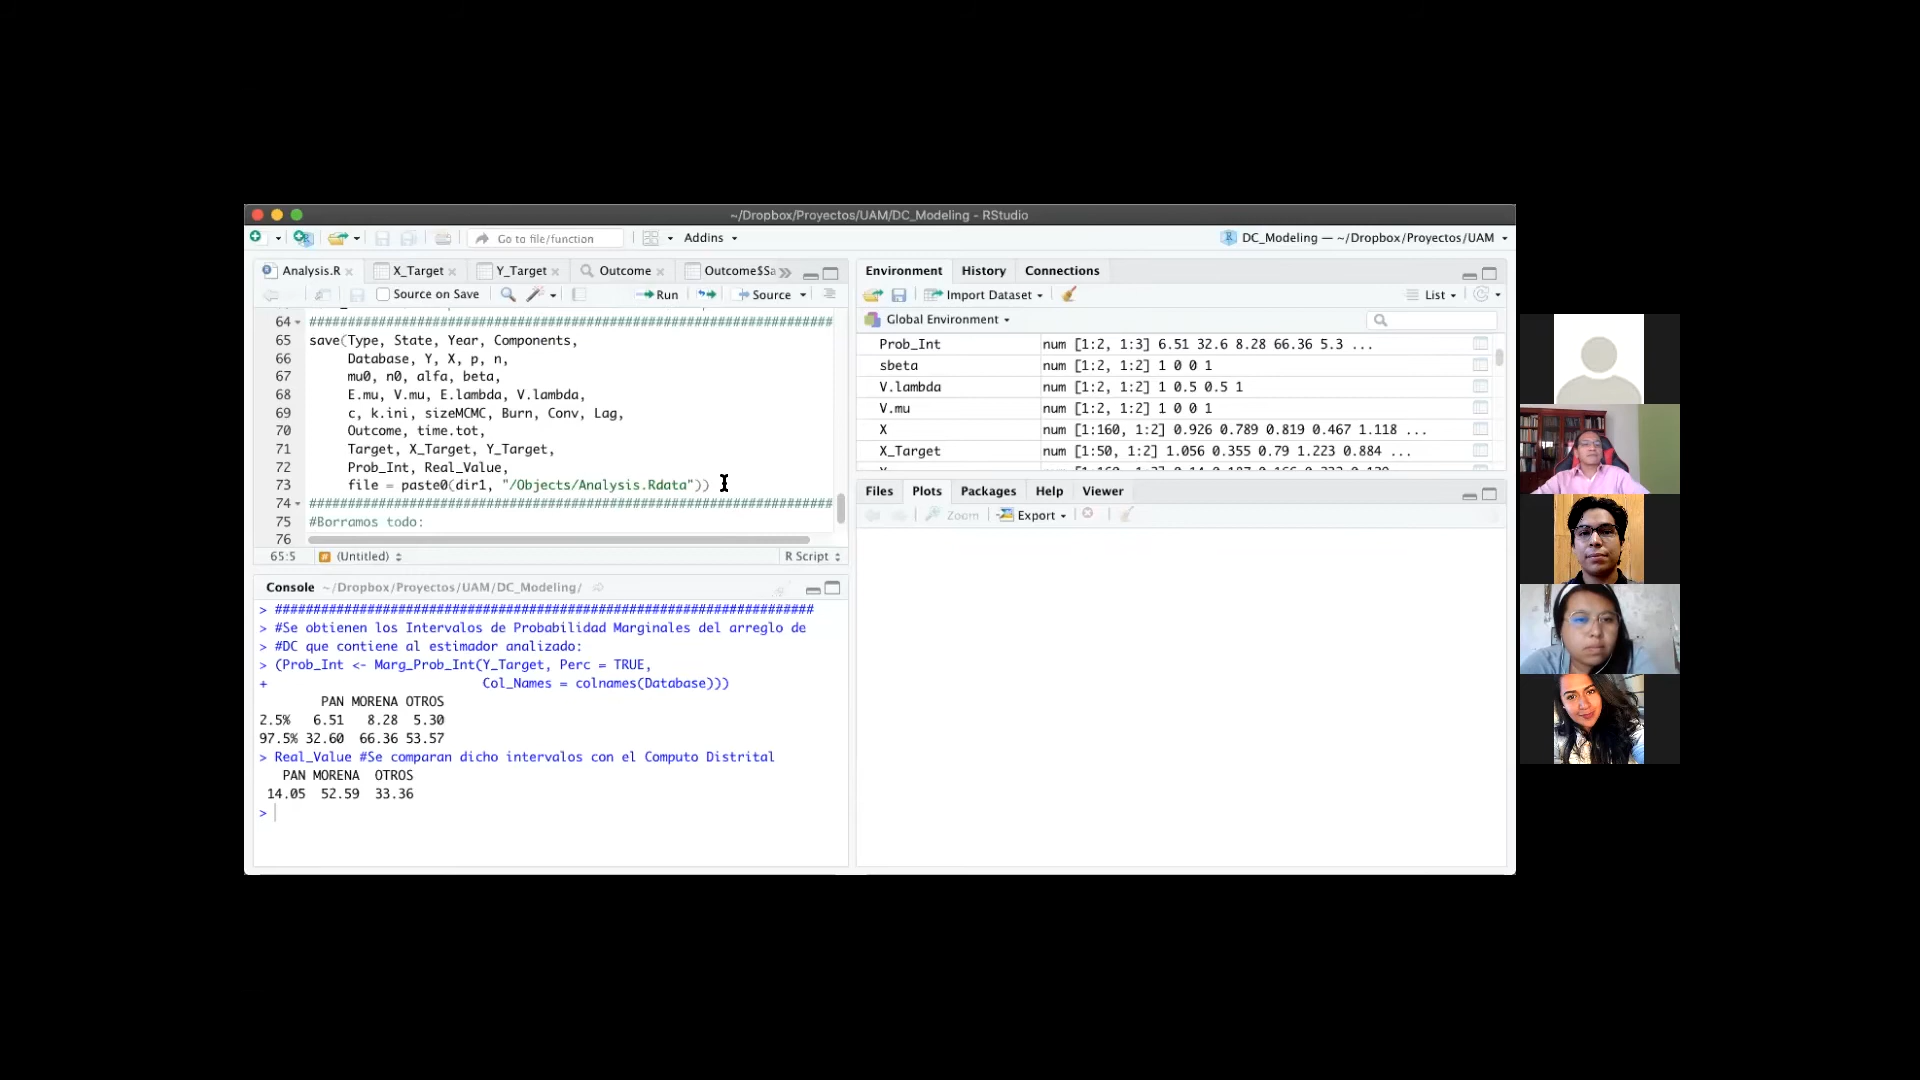 ~/Dropbox/Proyectos/UAM/DC_Modeling - RStudio
Go to file/function
Addins
DC_Modeling — ~/Dropbox/Proyectos/UAM
Analysis.R
X_Target
Y_Target
Outcome
Outcome$Sa
Source on Save
Run
Source
64 ####################################################################
65 save(Type, State, Year, Components,
66 Database, Y, X, p, n,
67 mu0, n0, alfa, beta,
68 E.mu, V.mu, E.lambda, V.lambda,
69 c, k.ini, sizeMCMC, Burn, Conv, Lag,
70 Outcome, time.tot,
71 Target, X_Target, Y_Target,
72 Prob_Int, Real_Value,
73 file = paste0(dir1, "/Objects/Analysis.Rdata"))
74 ####################################################################
75 #Borramos todo:
76
65:5
(Untitled)
R Script
Console ~/Dropbox/Proyectos/UAM/DC_Modeling/
> ######################################################################
> #Se obtienen los Intervalos de Probabilidad Marginales del arreglo de
> #DC que contiene al estimador analizado:
> (Prob_Int <- Marg_Prob_Int(Y_Target, Perc = TRUE,
+ Col_Names = colnames(Database)))
PAN MORENA OTROS
2.5% 6.51 8.28 5.30
97.5% 32.60 66.36 53.57
> Real_Value #Se comparan dicho intervalos con el Computo Distrital
PAN MORENA OTROS
14.05 52.59 33.36
>
Environment
History
Connections
Import Dataset
List
Global Environment
Prob_Int num [1:2, 1:3] 6.51 32.6 8.28 66.36 5.3 ...
sbeta num [1:2, 1:2] 1 0 0 1
V.lambda num [1:2, 1:2] 1 0.5 0.5 1
V.mu num [1:2, 1:2] 1 0 0 1
X num [1:160, 1:2] 0.926 0.789 0.819 0.467 1.118 ...
X_Target num [1:50, 1:2] 1.056 0.355 0.79 1.223 0.884 ...
Files
Plots
Packages
Help
Viewer
Zoom
Export